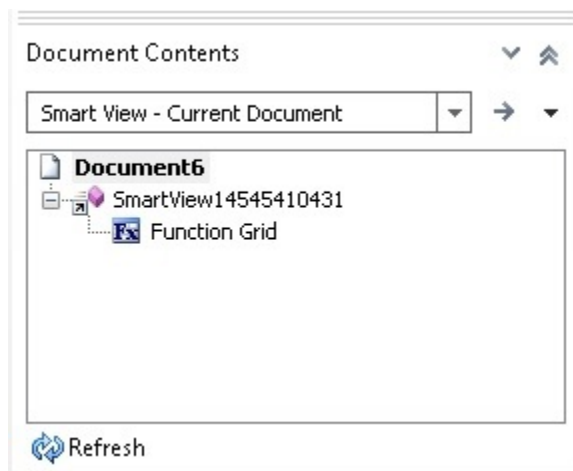 Document Contents
Smart View - Current Document
Document6
SmartView14545410431
Fx Function Grid
Refresh